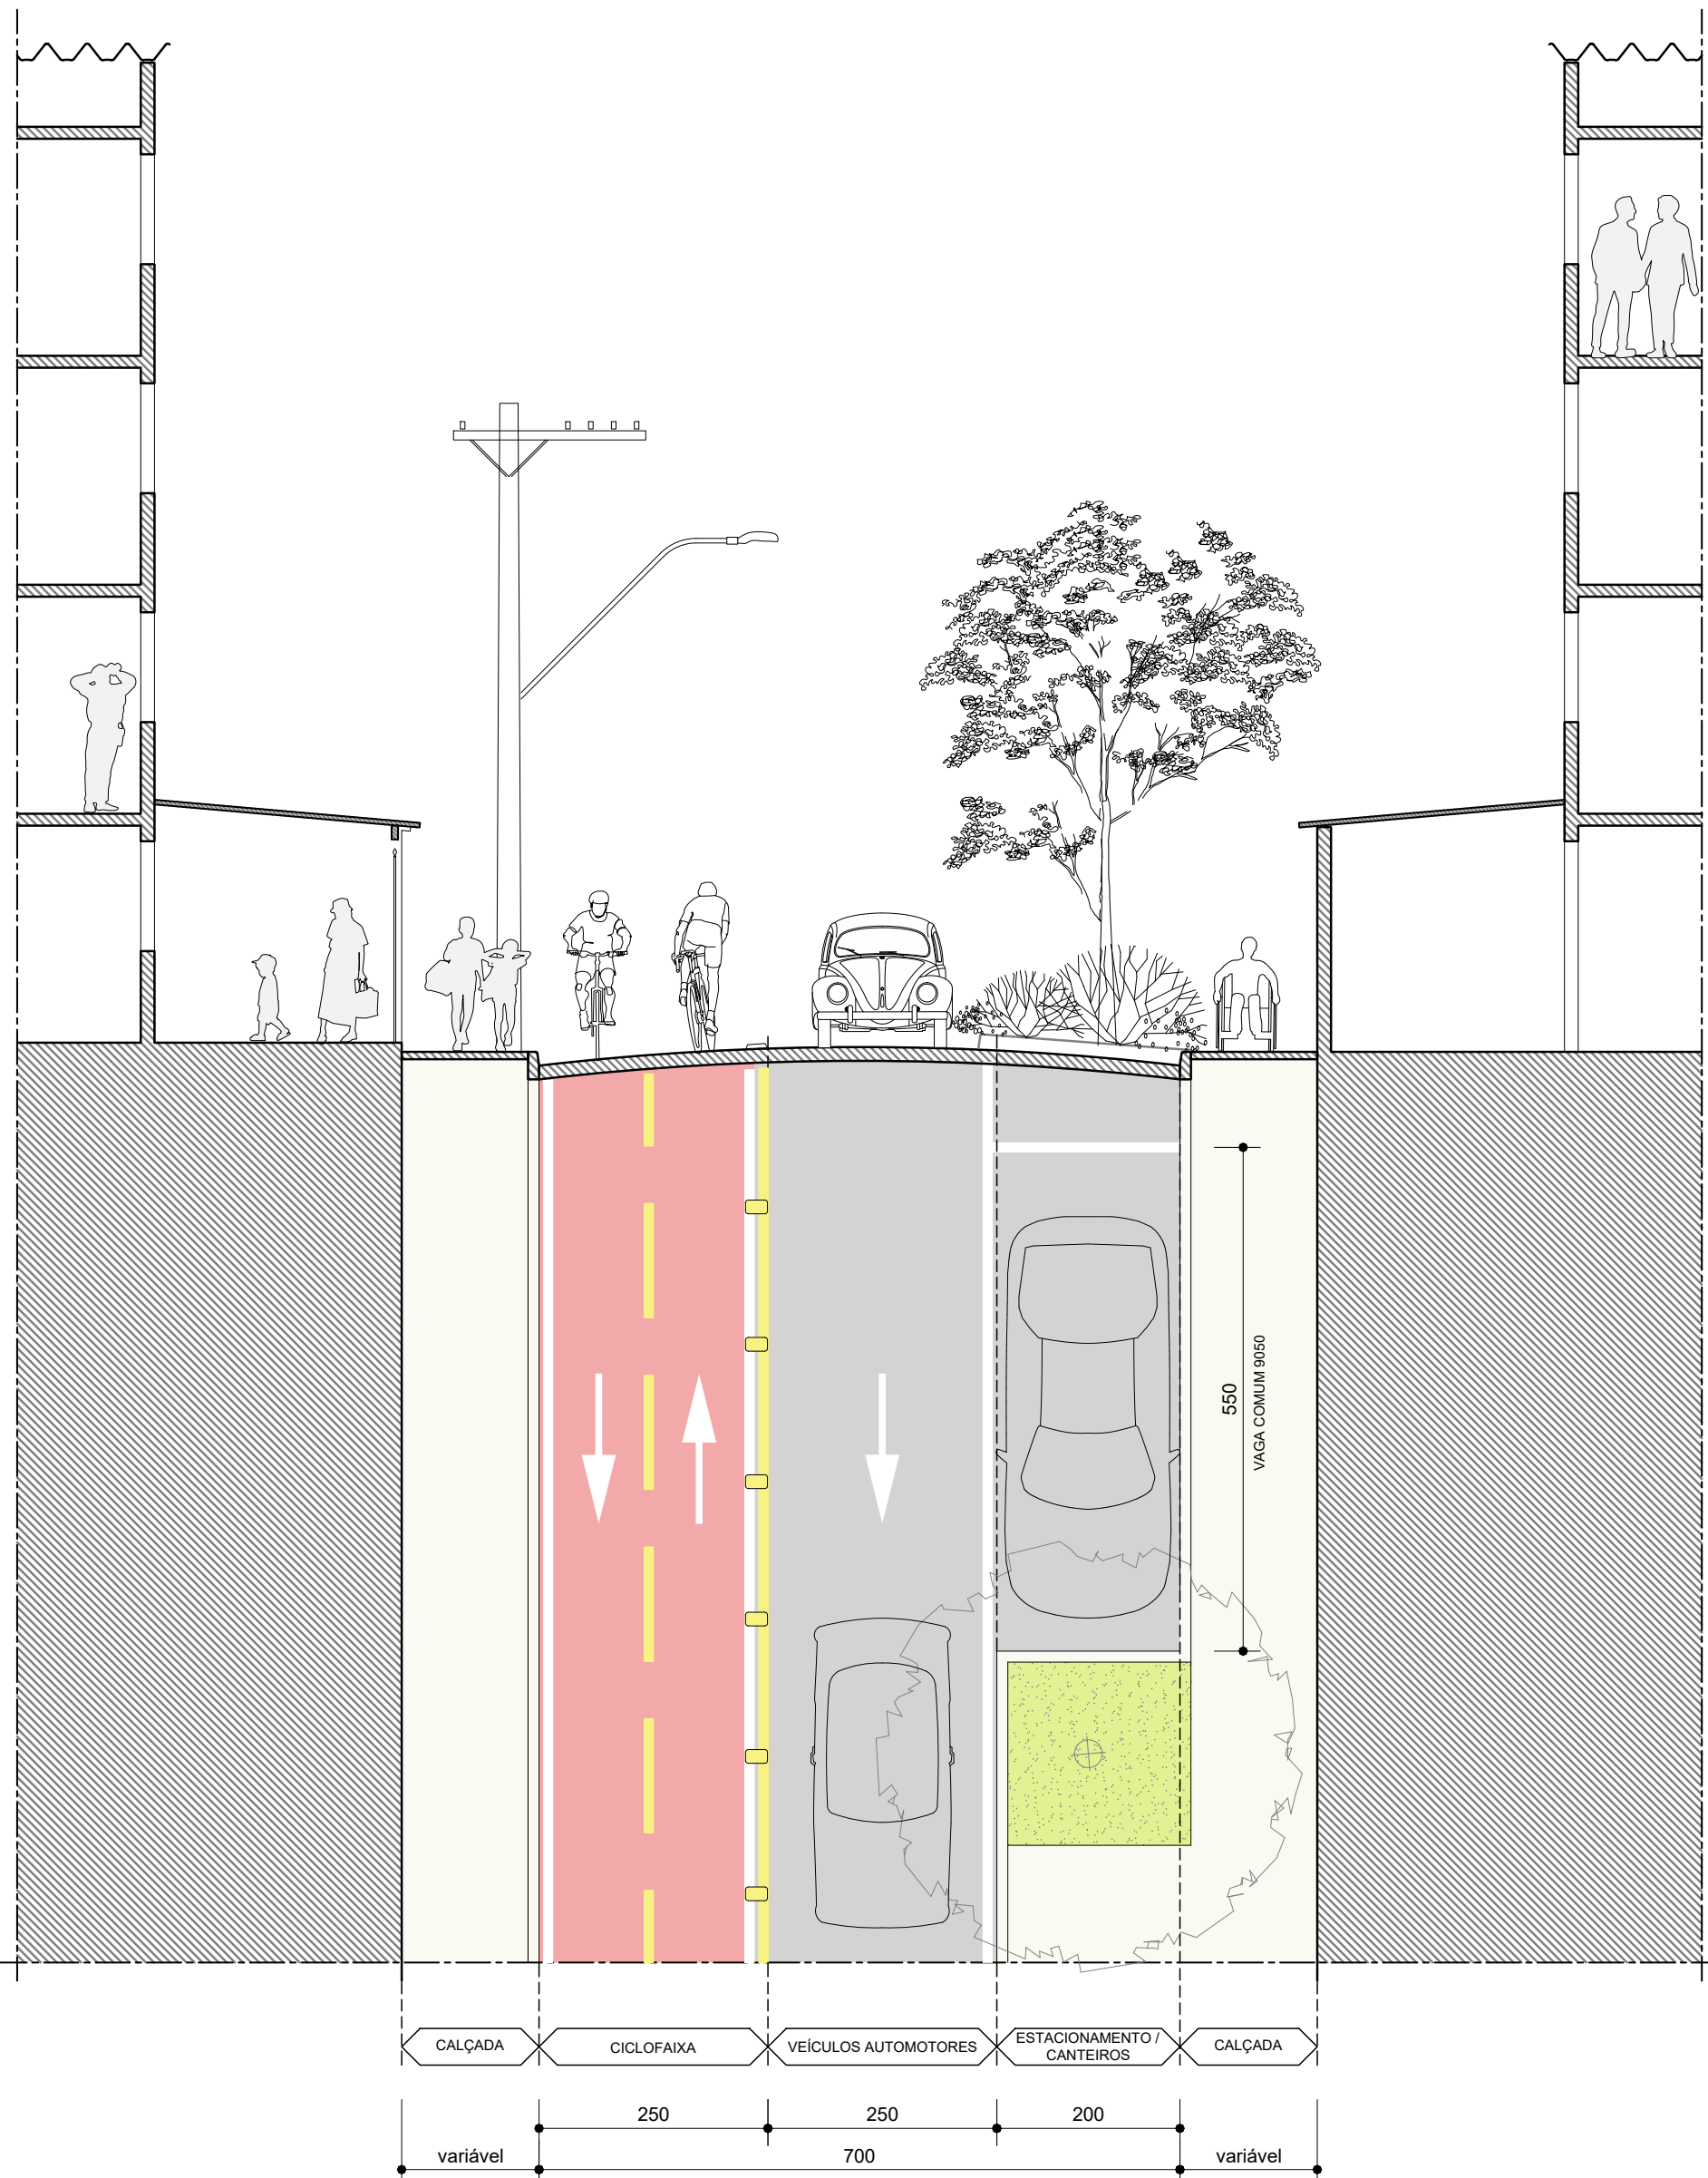 550
VAGA COMUM 9050
CALÇADA
CICLOFAIXA
VEÍCULOS AUTOMOTORES
ESTACIONAMENTO /
CANTEIROS
CALÇADA
250
250
200
variável
700
variável